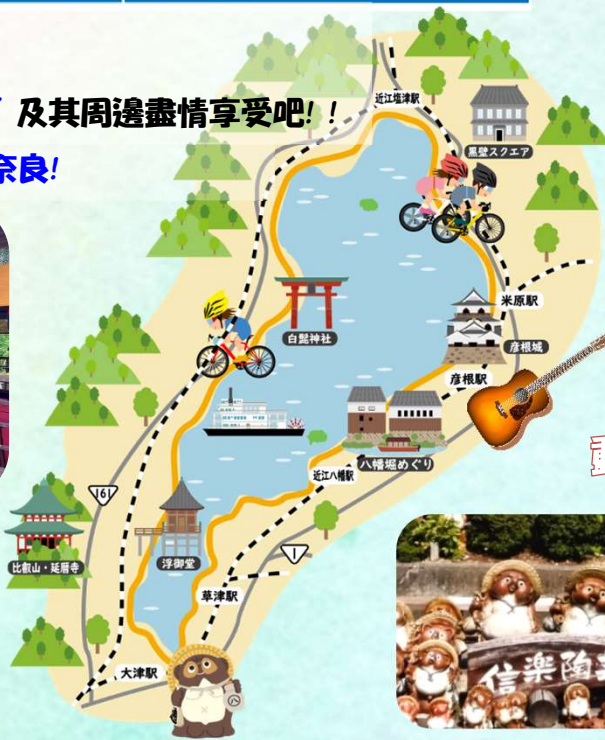 及其周邊盡情享受吧!!
奈良!
近江塩津駅
黒壁スクエア
米原駅
白髭神社
彦根城
彦根駅
八幡堀めぐり
近江八幡駅
161
比叡山・延暦寺
浮御堂
1
草津駅
大津駅
信楽陶